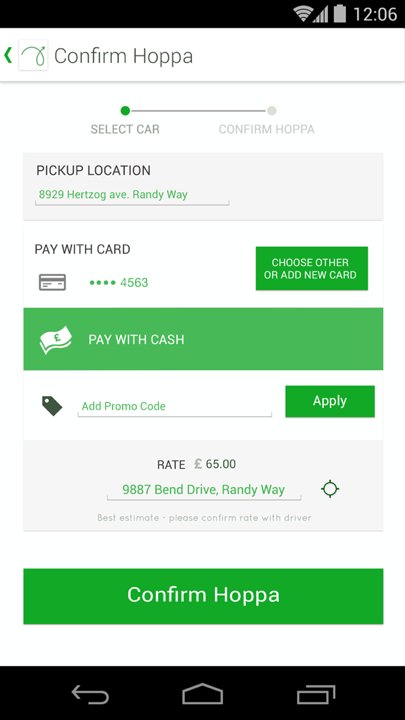 12:06
Confirm Hoppa
SELECT CAR
CONFIRM HOPPA
PICKUP LOCATION
8929 Hertzog ave. Randy Way
PAY WITH CARD
•••• 4563
CHOOSE OTHER
OR ADD NEW CARD
£
PAY WITH CASH
Add Promo Code
Apply
RATE £ 65.00
9887 Bend Drive, Randy Way
Best estimate - please confirm rate with driver
Confirm Hoppa